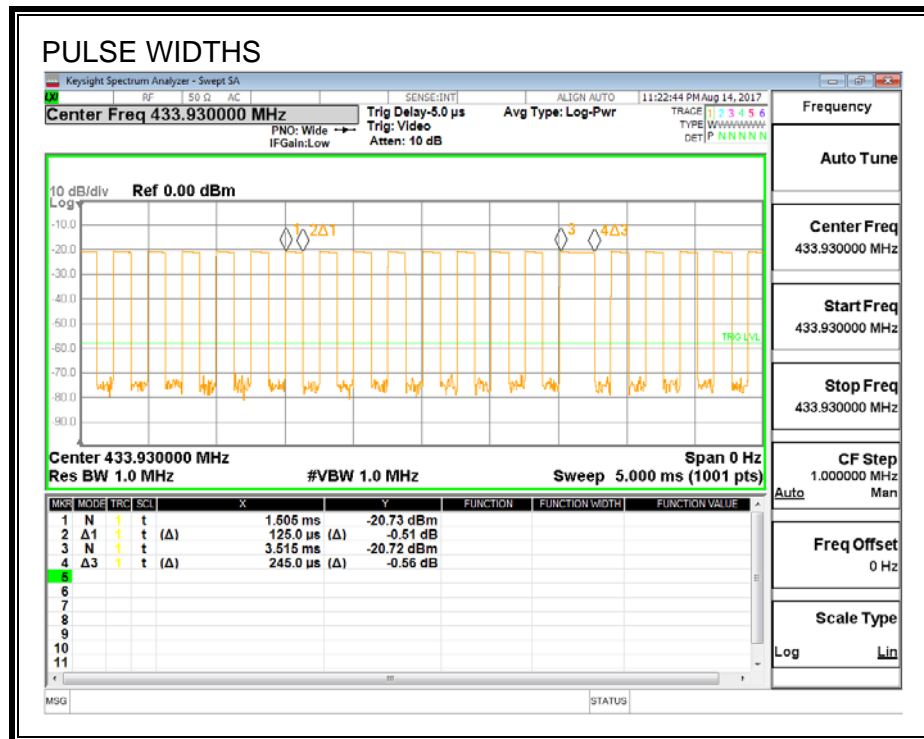 PULSE WIDTHS
Keysight Spectrum Analyzer - Swept SA
LXI RF 50 Ω AC SENSE:INT ALIGN AUTO 11:22:44 PM Aug 14, 2017
Center Freq 433.930000 MHz
PNO: Wide
IFGain:Low
Trig Delay-5.0 µs
Trig: Video
Atten: 10 dB
Avg Type: Log-Pwr
TRACE 1 2 3 4 5 6
TYPE WWWWWW
DET P N N N N N
10 dB/div Ref 0.00 dBm
Log
-10.0
-20.0
-30.0
-40.0
-50.0
-60.0
-70.0
-80.0
-90.0
1 2Δ1 3 4Δ3
TRIG LVL
Center 433.930000 MHz Span 0 Hz
Res BW 1.0 MHz #VBW 1.0 MHz Sweep 5.000 ms (1001 pts)
MKR MODE TRC SCL X Y FUNCTION FUNCTION WIDTH FUNCTION VALUE
1 N 1 t 1.505 ms -20.73 dBm
2 Δ1 1 t (Δ) 125.0 µs (Δ) -0.51 dB
3 N 1 t 3.515 ms -20.72 dBm
4 Δ3 1 t (Δ) 245.0 µs (Δ) -0.56 dB
5
6
7
8
9
10
11
MSG STATUS
Frequency
Auto Tune
Center Freq
433.930000 MHz
Start Freq
433.930000 MHz
Stop Freq
433.930000 MHz
CF Step
1.000000 MHz
Auto Man
Freq Offset
0 Hz
Scale Type
Log Lin